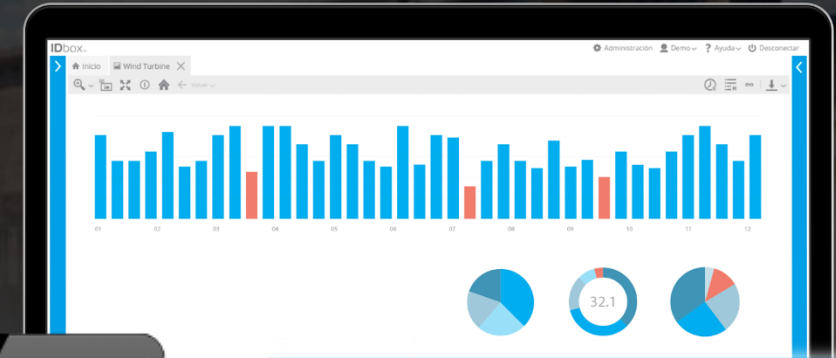 IDbox.
Administración Demo ? Ayuda Desconectar
Inicio Wind Turbine
Volver
01 02 03 04 05 06 07 08 09 10 11 12
32.1